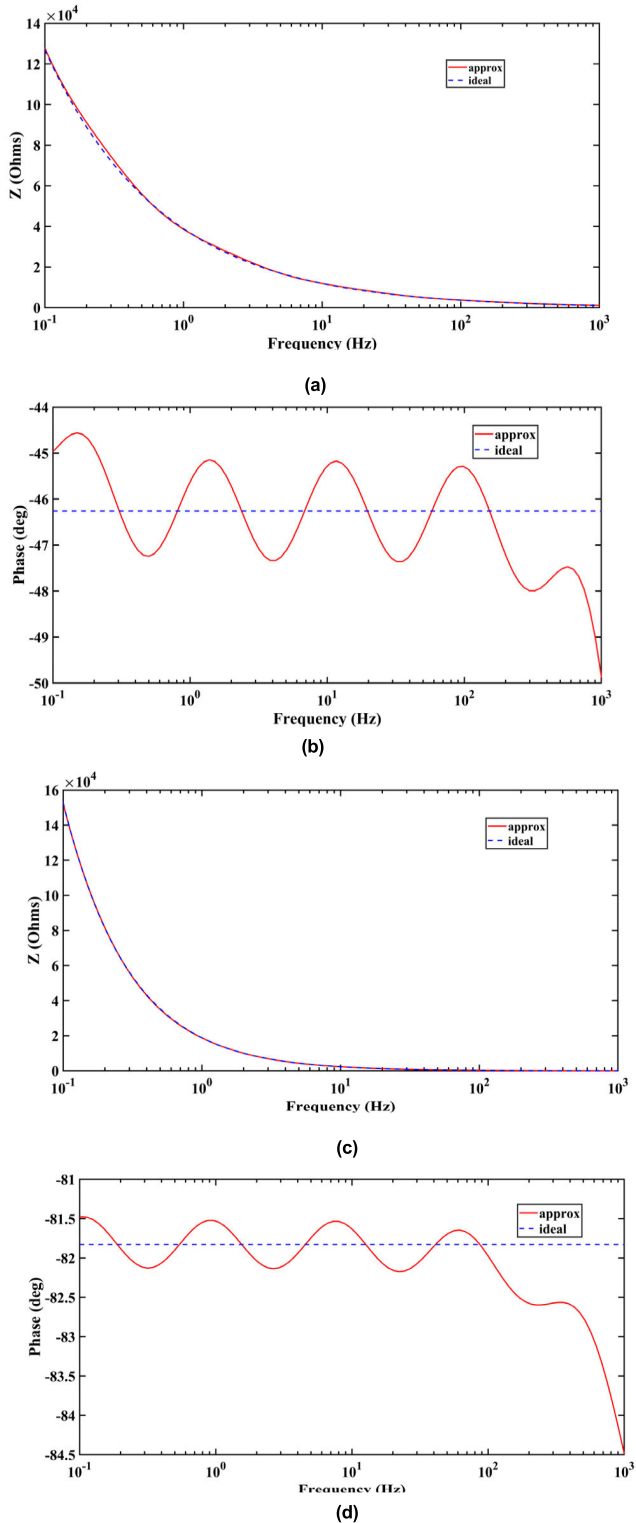 ×10⁴
14
12
10
8
6
4
2
0
Z (Ohms)
approx
ideal
10⁻¹ 10⁰ 10¹ 10² 10³
Frequency (Hz)
(a)
-44
-45
-46
-47
-48
-49
-50
Phase (deg)
approx
ideal
10⁻¹ 10⁰ 10¹ 10² 10³
Frequency (Hz)
(b)
×10⁴
16
14
12
10
8
6
4
2
0
Z (Ohms)
approx
ideal
10⁻¹ 10⁰ 10¹ 10² 10³
Frequency (Hz)
(c)
-81
-81.5
-82
-82.5
-83
-83.5
-84
-84.5
Phase (deg)
approx
ideal
10⁻¹ 10⁰ 10¹ 10² 10³
Frequency (Hz)
(d)